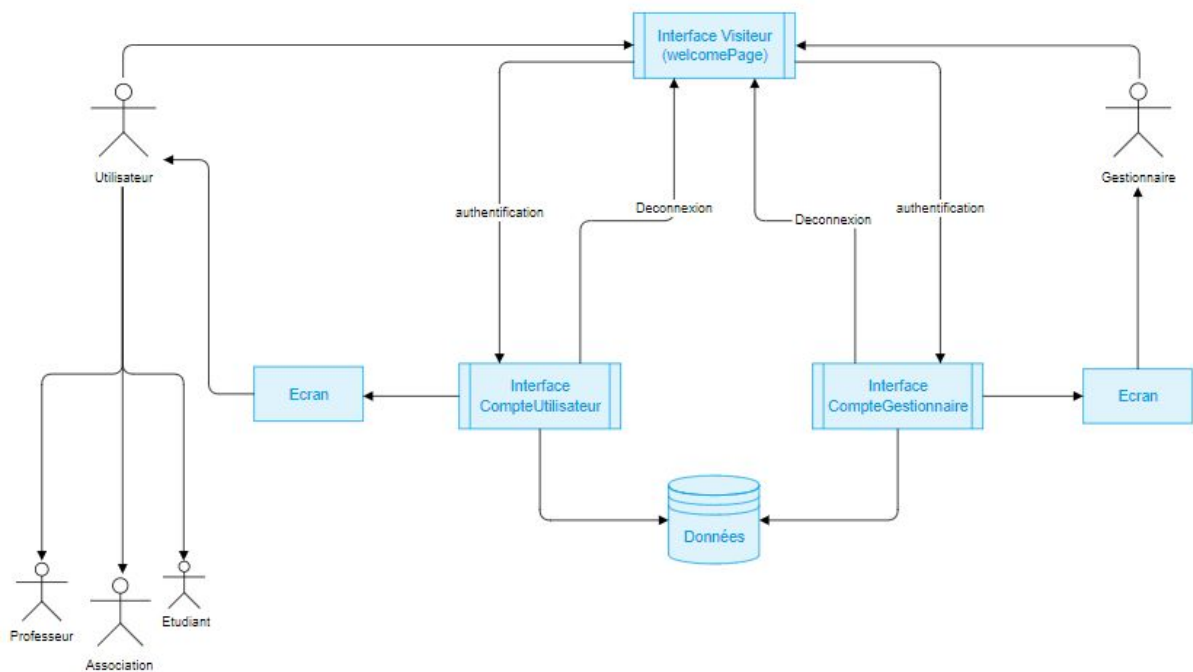 Interface Visiteur
(welcomePage)
Utilisateur
Gestionnaire
authentification
Deconnexion
Deconnexion
authentification
Ecran
Interface
CompteUtilisateur
Interface
CompteGestionnaire
Ecran
Données
Professeur
Association
Etudiant